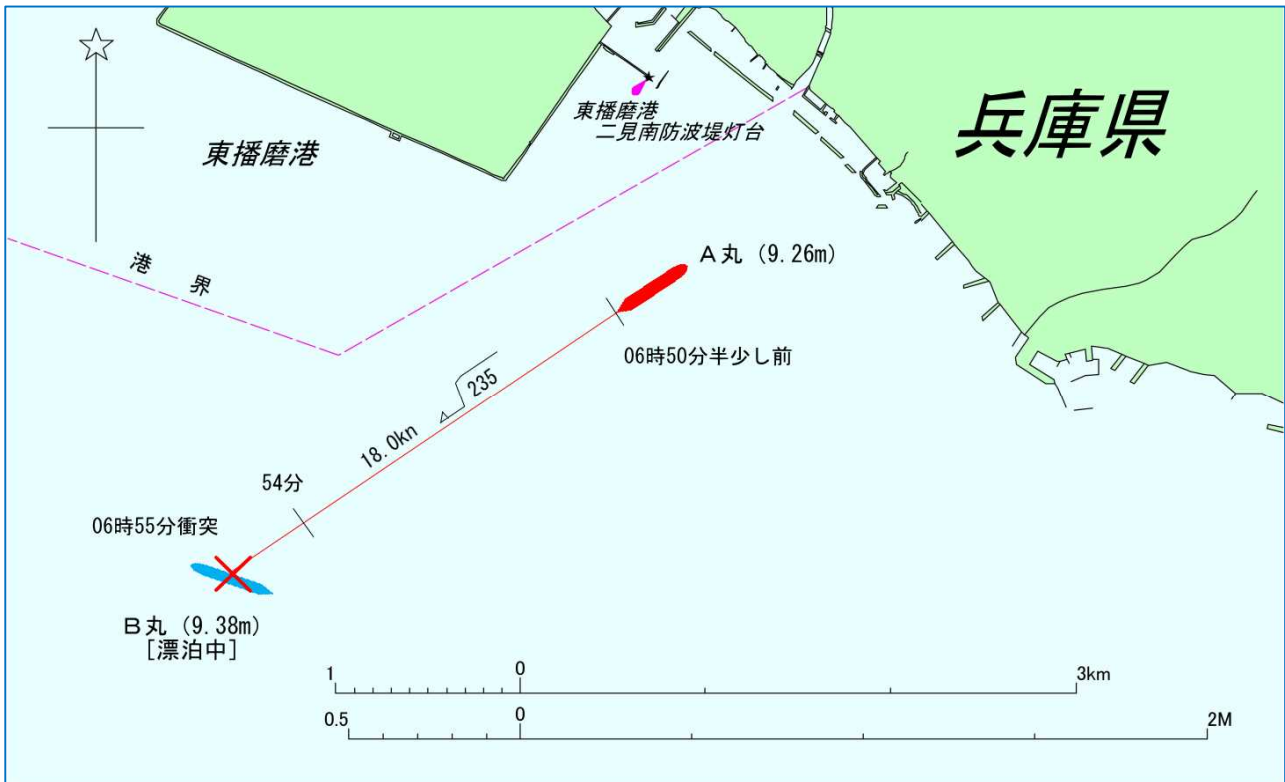 兵庫県
東播磨港
二見南防波堤灯台
東播磨港
港界
A丸(9.26m)
06時50分半少し前
235
18.0kn
54分
06時55分衝突
B丸(9.38m)
[漂泊中]
1 0 3km
0.5 0 2M